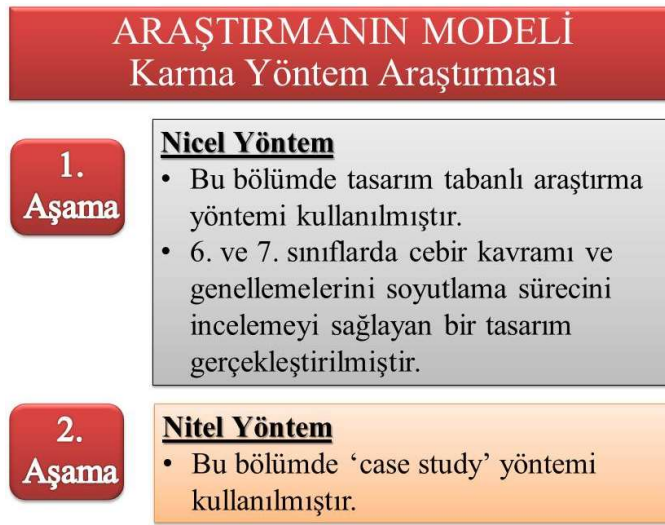 ARAŞTIRMANIN MODELİ
Karma Yöntem Araştırması
1.
Aşama
Nicel Yöntem
• Bu bölümde tasarım tabanlı araştırma
yöntemi kullanılmıştır.
• 6. ve 7. sınıflarda cebir kavramı ve
genellemelerini soyutlama sürecini
incelemeyi sağlayan bir tasarım
gerçekleştirilmiştir.
2.
Aşama
Nitel Yöntem
• Bu bölümde ‘case study’ yöntemi
kullanılmıştır.